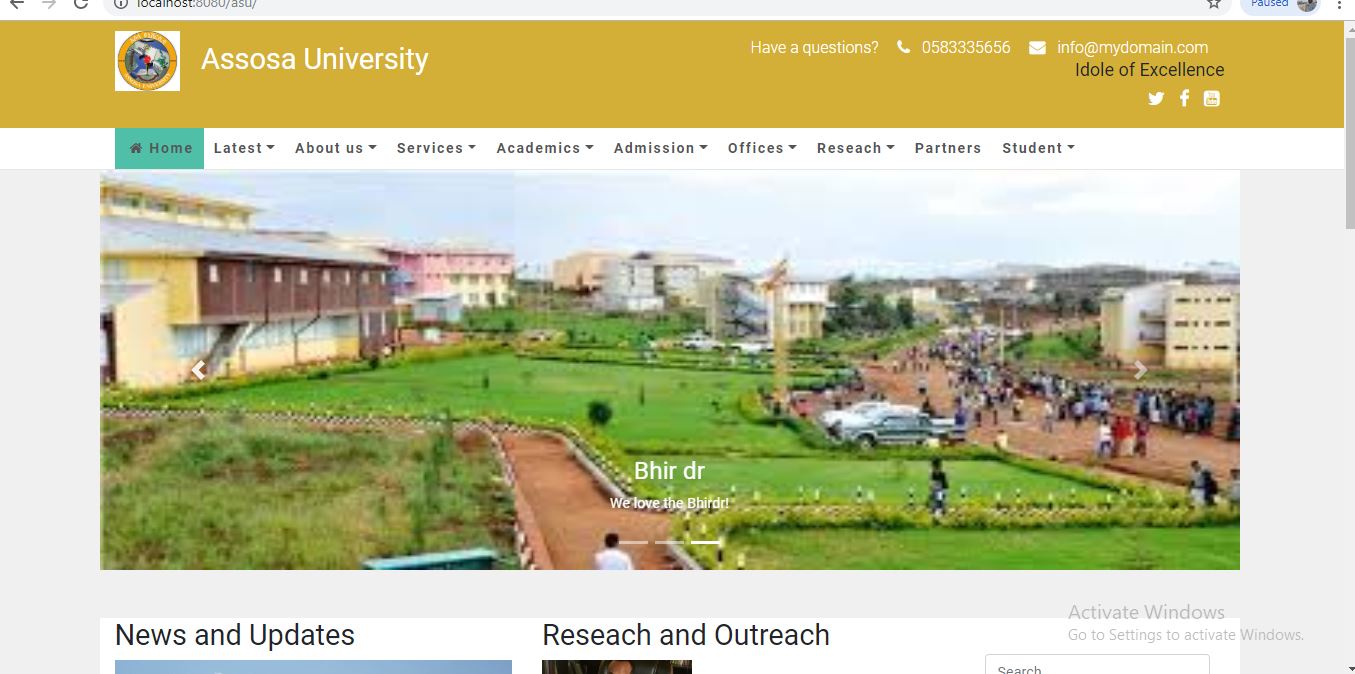 localhost:8080/asu/
Paused
Assosa University
Have a questions? 0583335656 info@mydomain.com
Idole of Excellence
Home Latest About us Services Academics Admission Offices Reseach Partners Student
Bhir dr
We love the Bhirdr!
News and Updates
Reseach and Outreach
Activate Windows
Go to Settings to activate Windows.
Search